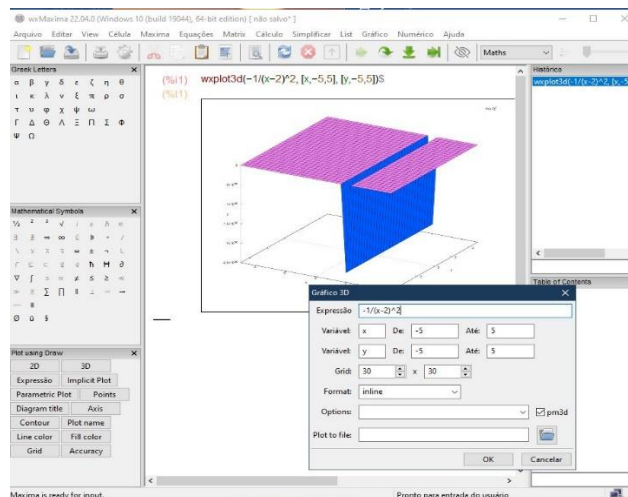 wxMaxima 22.04.0 (Windows 10 (build 19044), 64-bit edition) [ não salvo* ]
Arquivo Editar View Célula Maxima Equações Matrix Cálculo Simplificar List Gráfico Numérico Ajuda
Maths
Greek Letters
α β γ δ ε ζ η θ
ι κ λ ν ξ π ρ σ
τ υ φ χ ψ ω
Γ Δ Θ Λ Ξ Π Σ Φ
Ψ Ω
Mathematical Symbols
Plot using Draw
2D 3D
Expressão Implicit Plot
Parametric Plot Points
Diagram title Axis
Contour Plot name
Line color Fill color
Grid Accuracy
(%i1) wxplot3d(−1/(x−2)^2, [x,−5,5], [y,−5,5])$
(%t1)
Histórico
wxplot3d(-1/(x-2)^2, [x,-5
Table of Contents
Gráfico 3D
Expressão -1/(x-2)^2
Variável: x De: -5 Até: 5
Variável: y De: -5 Até: 5
Grid: 30 x 30
Format: inline
Options: pm3d
Plot to file:
OK Cancelar
Maxima is ready for input. Pronto para entrada do usuário